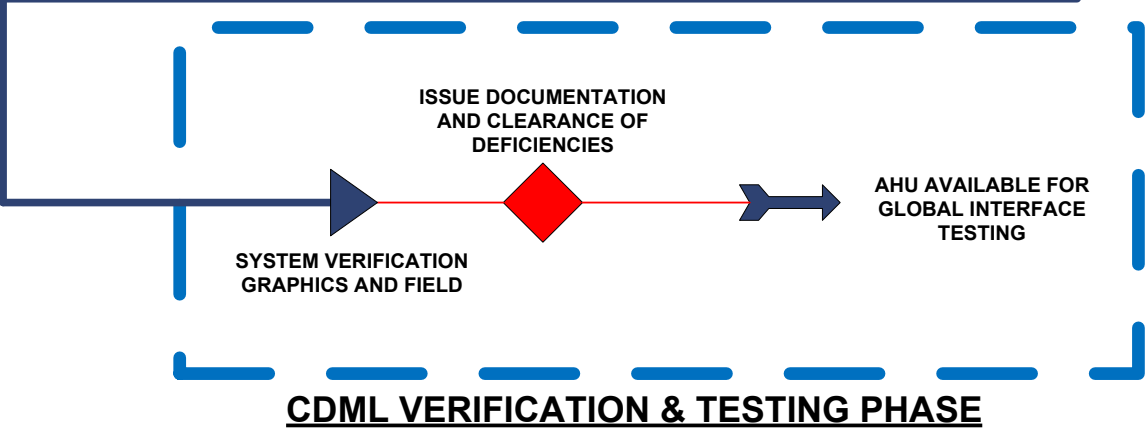 ISSUE DOCUMENTATION
AND CLEARANCE OF
DEFICIENCIES
AHU AVAILABLE FOR
GLOBAL INTERFACE
TESTING
SYSTEM VERIFICATION
GRAPHICS AND FIELD
CDML VERIFICATION & TESTING PHASE